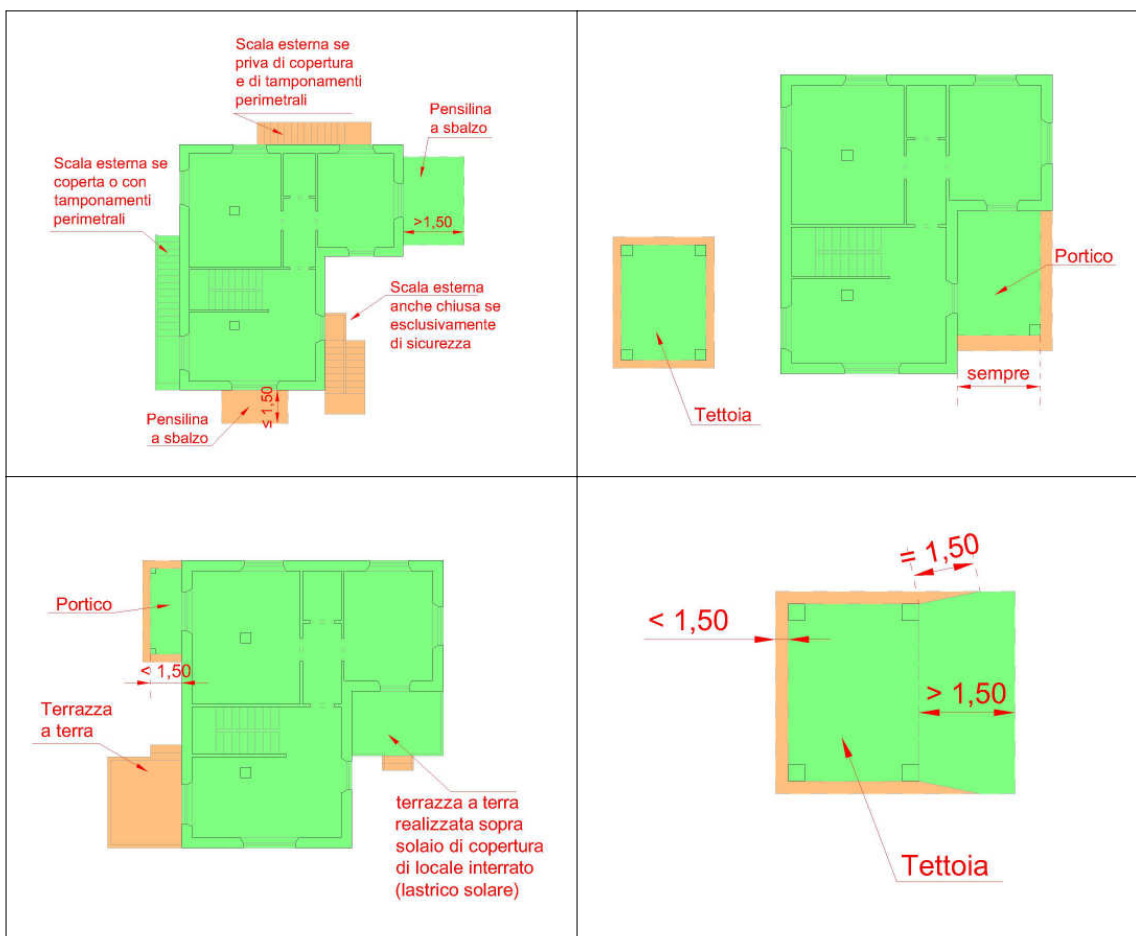 Scala esterna se
priva di copertura
e di tamponamenti
perimetrali
Pensilina
a sbalzo
Scala esterna se
coperta o con
tamponamenti
perimetrali
>1,50
Scala esterna
anche chiusa se
esclusivamente
di sicurezza
≤ 1,50
Pensilina
a sbalzo
Portico
sempre
Tettoia
Portico
< 1,50
Terrazza
a terra
terrazza a terra
realizzata sopra
solaio di copertura
di locale interrato
(lastrico solare)
= 1,50
< 1,50
> 1,50
Tettoia